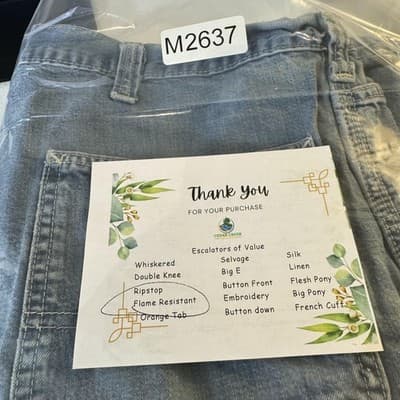 M2637
Thank You
FOR YOUR PURCHASE
Escalators of Value
Whiskered Selvage Silk
Double Knee Big E Linen
Ripstop Button Front Flesh Pony
Flame Resistant Embroidery Big Pony
Orange Tab Button down French Cuffs